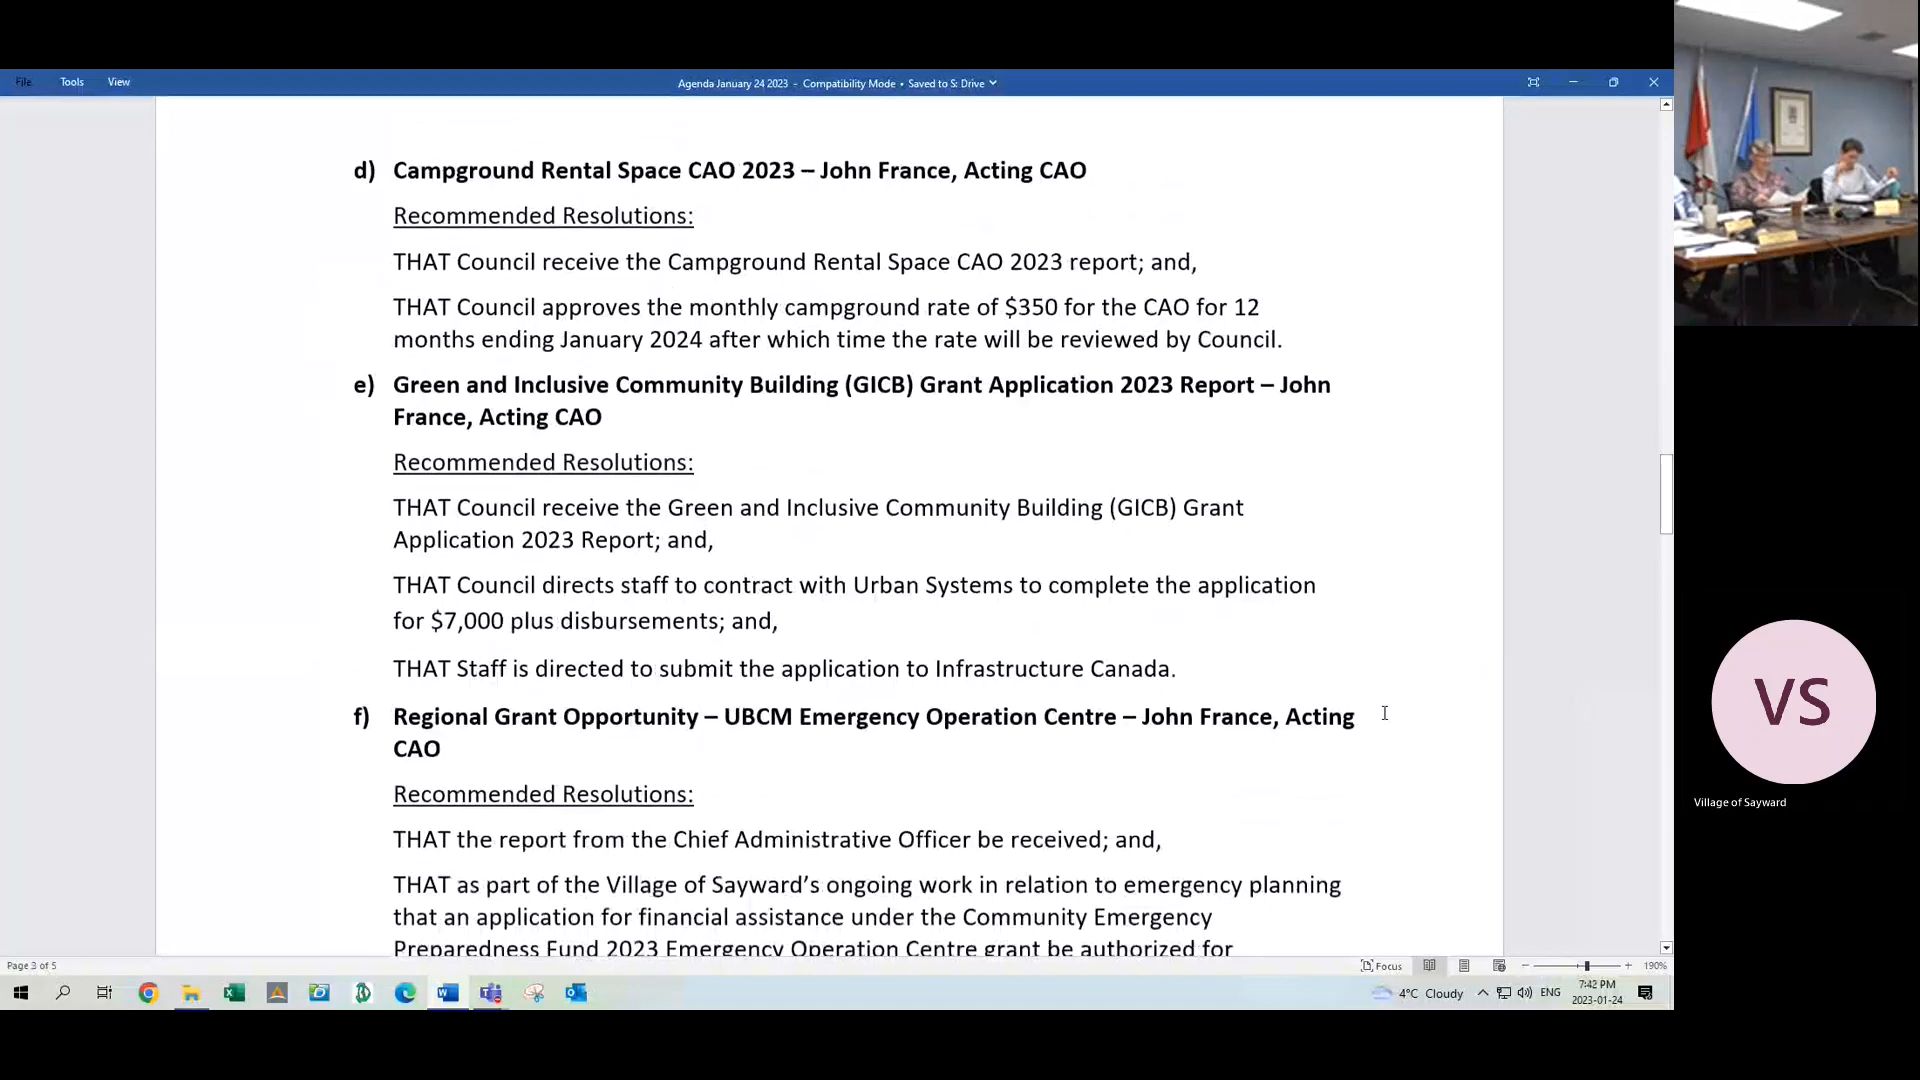 File Tools View Agenda January 24 2023 - Compatibility Mode • Saved to S: Drive
d) Campground Rental Space CAO 2023 – John France, Acting CAO
Recommended Resolutions:
THAT Council receive the Campground Rental Space CAO 2023 report; and,
THAT Council approves the monthly campground rate of $350 for the CAO for 12
months ending January 2024 after which time the rate will be reviewed by Council.
e) Green and Inclusive Community Building (GICB) Grant Application 2023 Report – John
France, Acting CAO
Recommended Resolutions:
THAT Council receive the Green and Inclusive Community Building (GICB) Grant
Application 2023 Report; and,
THAT Council directs staff to contract with Urban Systems to complete the application
for $7,000 plus disbursements; and,
THAT Staff is directed to submit the application to Infrastructure Canada.
f) Regional Grant Opportunity – UBCM Emergency Operation Centre – John France, Acting
CAO
Recommended Resolutions:
THAT the report from the Chief Administrative Officer be received; and,
THAT as part of the Village of Sayward’s ongoing work in relation to emergency planning
that an application for financial assistance under the Community Emergency
Preparedness Fund 2023 Emergency Operation Centre grant be authorized for
VS
Village of Sayward
Page 3 of 5
Focus
190%
4°C Cloudy
ENG
7:42 PM
2023-01-24